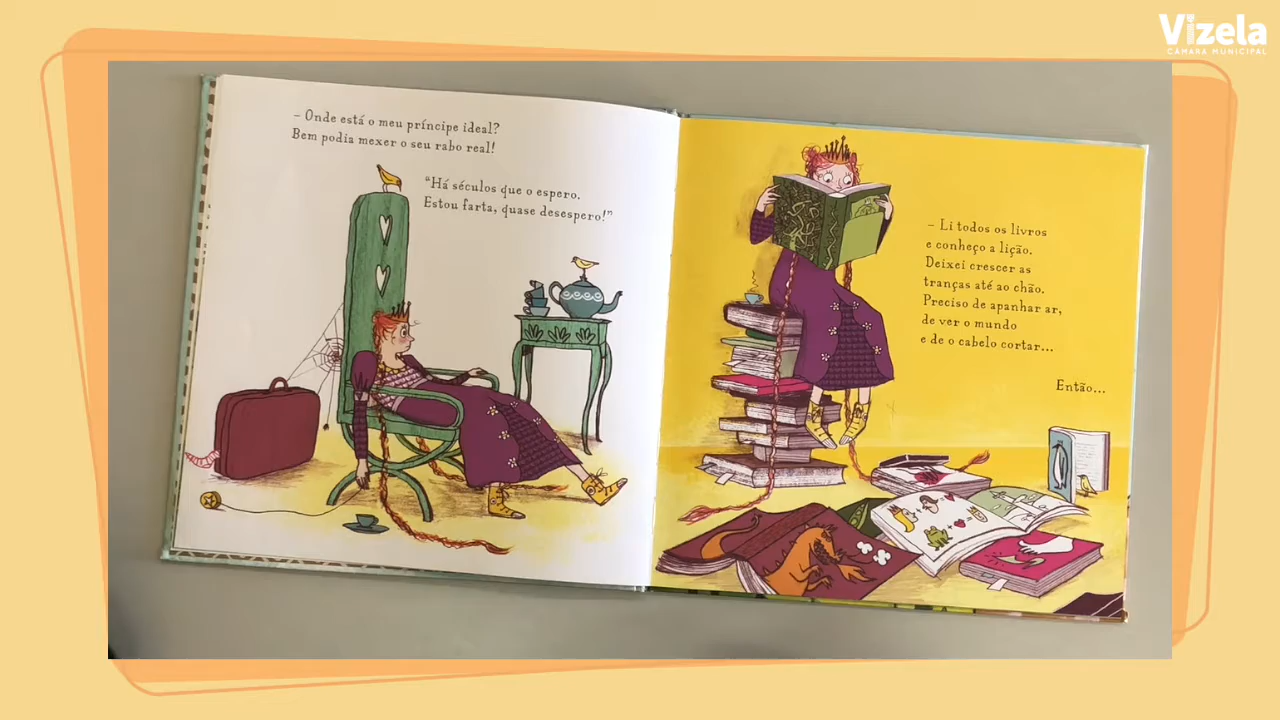 Vizela
CÂMARA MUNICIPAL
– Onde está o meu príncipe ideal?
Bem podia mexer o seu rabo real!
“Há séculos que o espero.
Estou farta, quase desespero!”
– Li todos os livros
e conheço a lição.
Deixei crescer as
tranças até ao chão.
Preciso de apanhar ar,
de ver o mundo
e de o cabelo cortar...
Então...